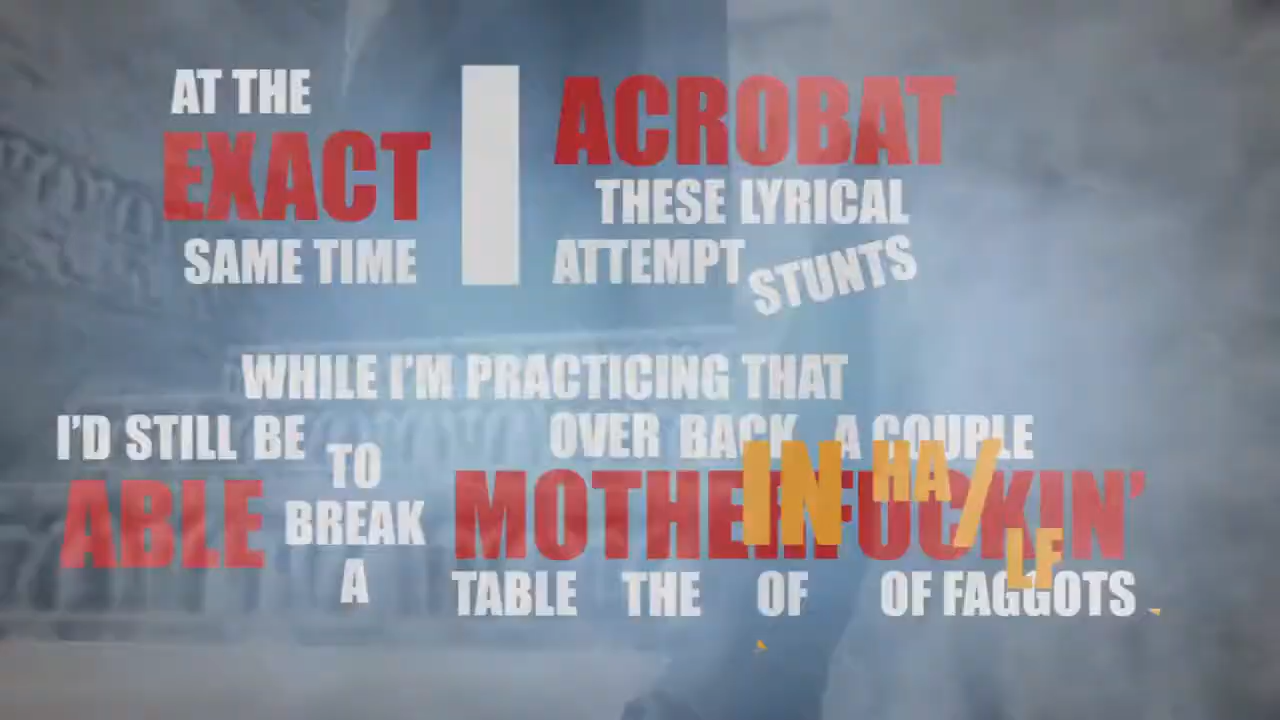 AT THE
EXACT
SAME TIME
I
ACROBAT
THESE LYRICAL
ATTEMPT STUNTS
WHILE I'M PRACTICING THAT
I'D STILL BE
ABLE
TO
BREAK
A
OVER BACK A COUPLE
MOTHERFUCKIN'
TABLE THE OF OF FAGGOTS
IN HA/LF